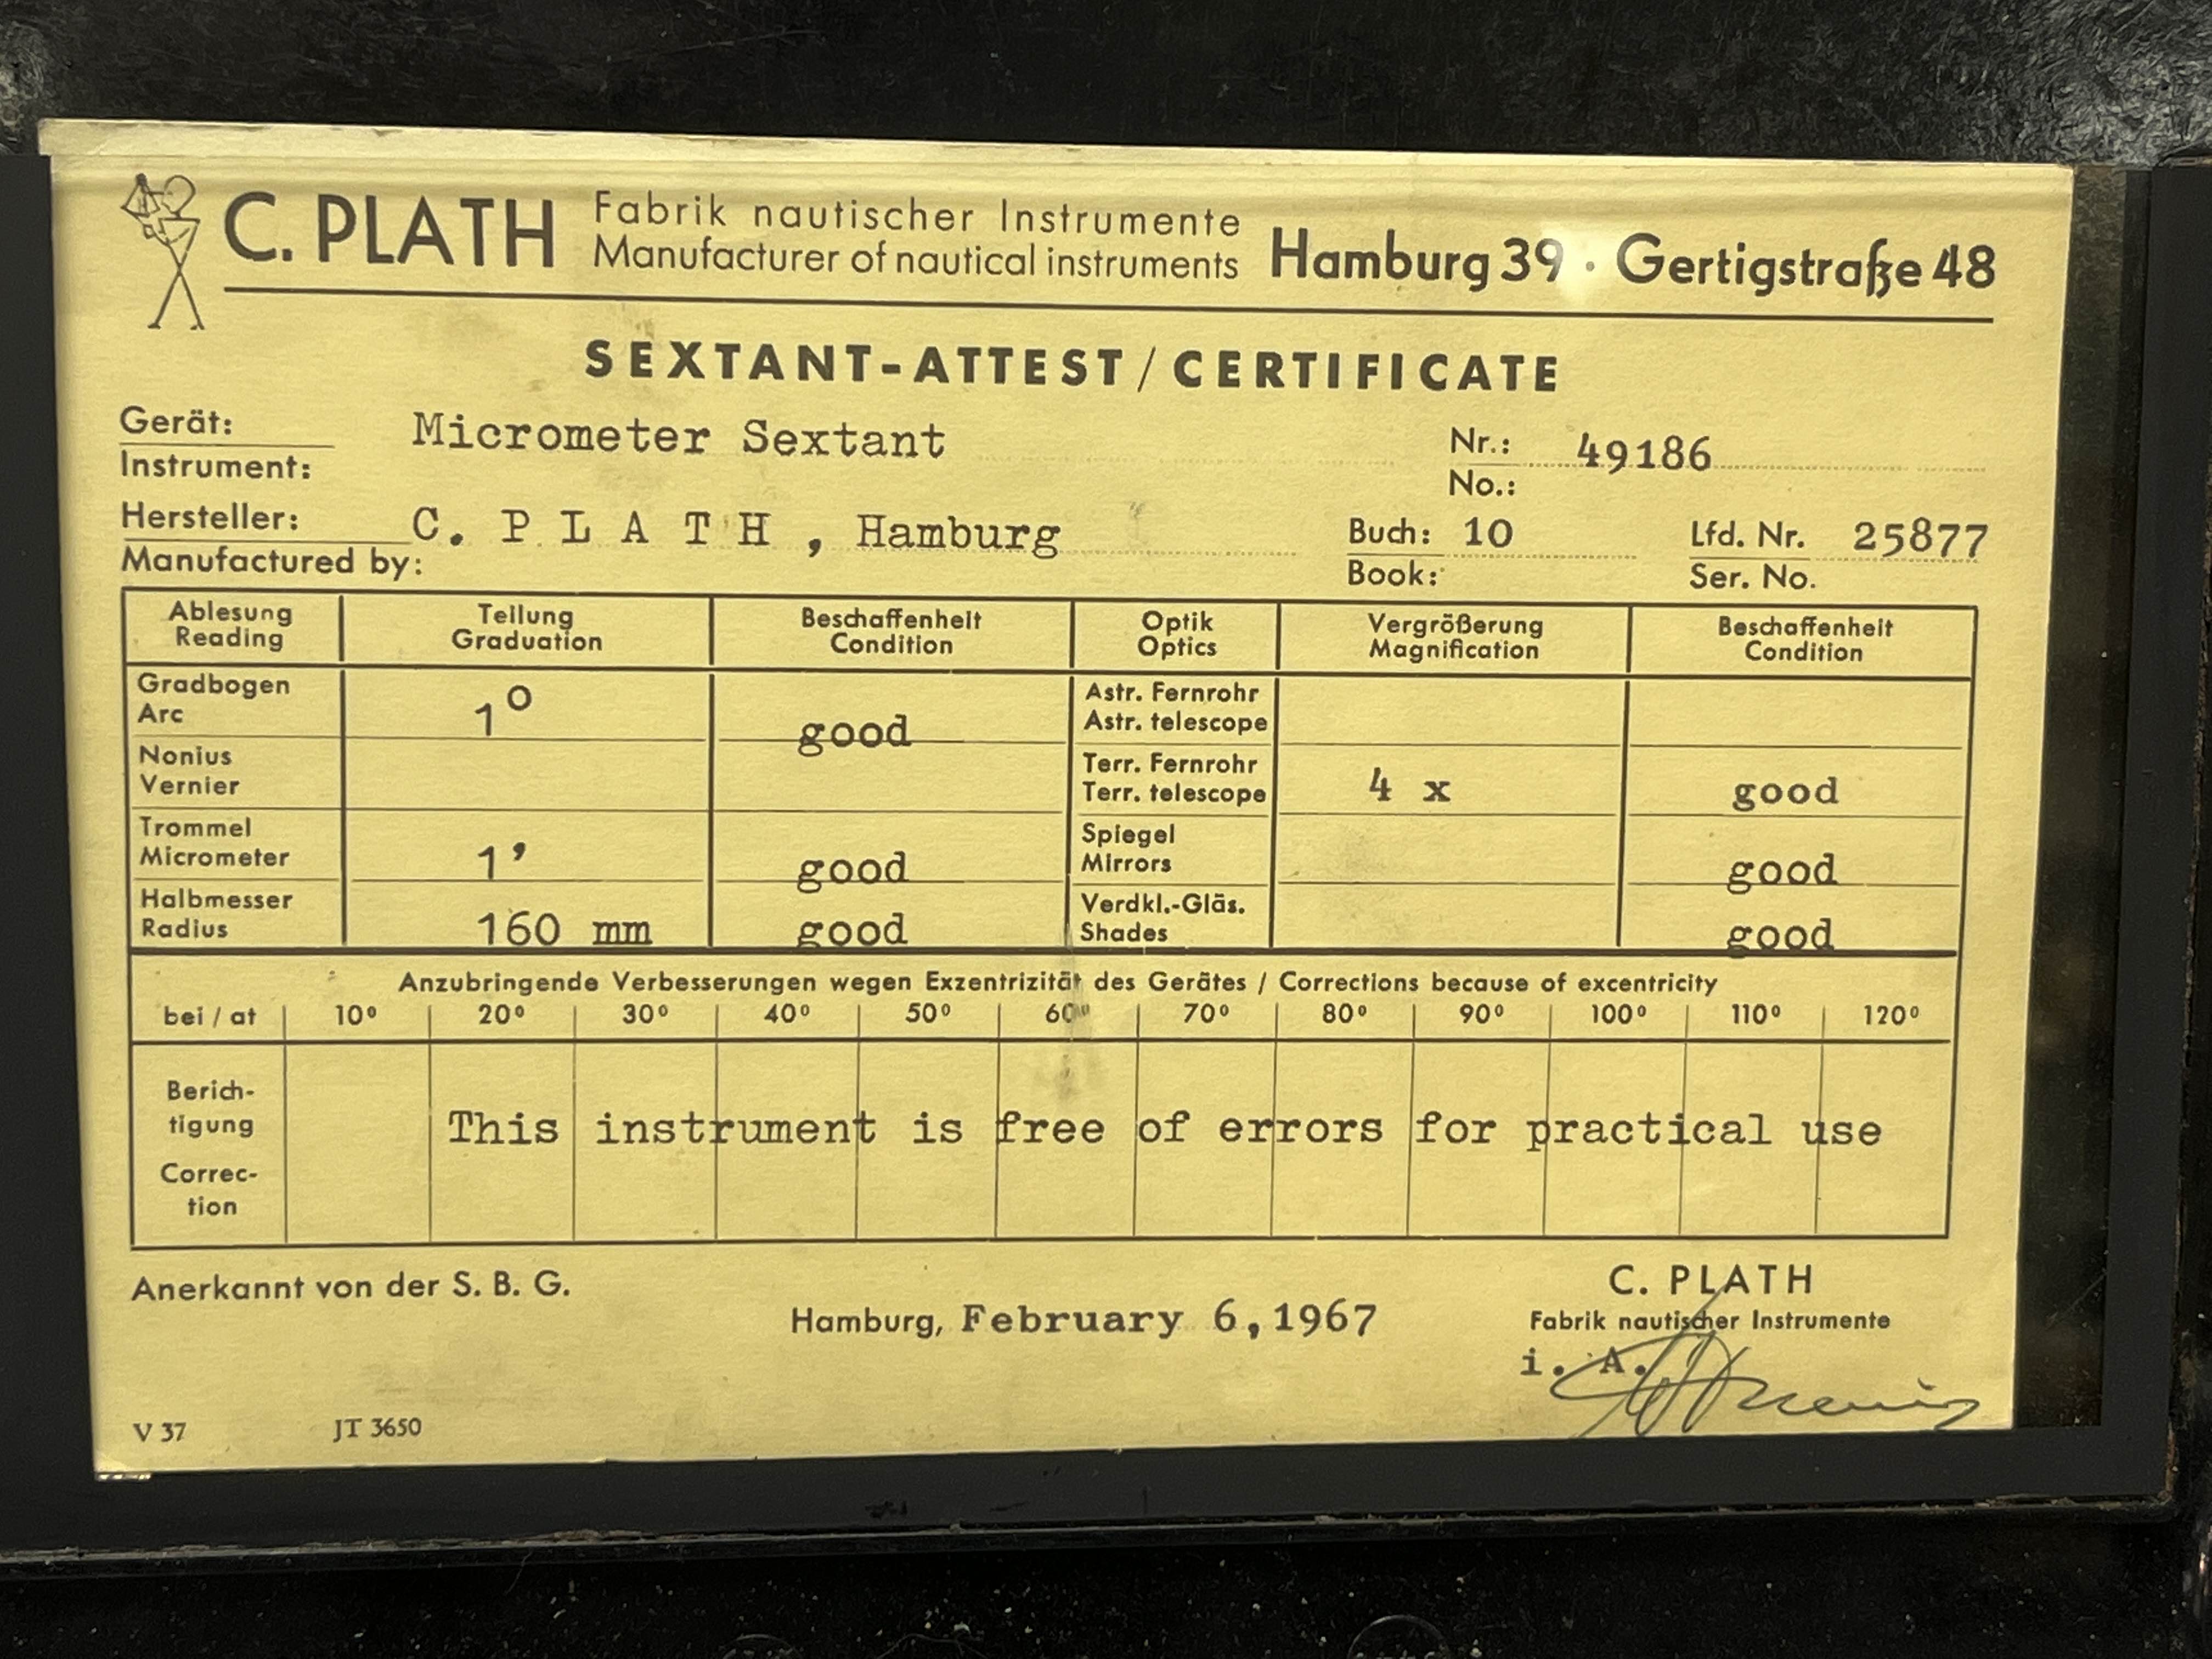 C. PLATH Fabrik nautischer Instrumente
Manufacturer of nautical instruments Hamburg 39 · Gertigstraße 48
SEXTANT-ATTEST / CERTIFICATE
Gerät: Micrometer Sextant Nr.: 49186
Instrument: No.:
Hersteller: C. PLATH, Hamburg Buch: 10 Lfd. Nr. 25877
Manufactured by: Book: Ser. No.
Ablesung Teilung Beschaffenheit Optik Vergrößerung Beschaffenheit
Reading Graduation Condition Optics Magnification Condition
Gradbogen 1° good Astr. Fernrohr
Arc Astr. telescope
Nonius Terr. Fernrohr 4 x good
Vernier Terr. telescope
Trommel 1' good Spiegel good
Micrometer Mirrors
Halbmesser 160 mm good Verdkl.-Gläs. good
Radius Shades
Anzubringende Verbesserungen wegen Exzentrizität des Gerätes / Corrections because of excentricity
bei / at 10° 20° 30° 40° 50° 60° 70° 80° 90° 100° 110° 120°
Berich-
tigung This instrument is free of errors for practical use
Correc-
tion
Anerkannt von der S. B. G. C. PLATH
Hamburg, February 6, 1967 Fabrik nautischer Instrumente
i. A.
V 37 JT 3650